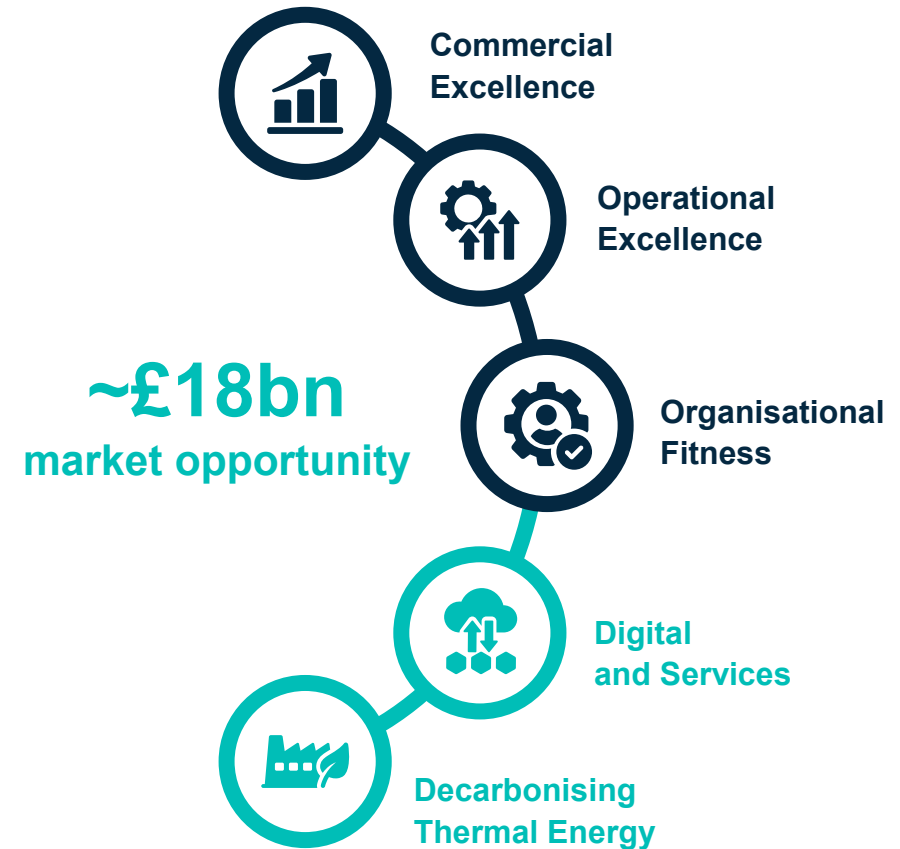 Commercial
Excellence
Operational
Excellence
~£18bn
market opportunity
Organisational
Fitness
Digital
and Services
Decarbonising
Thermal Energy